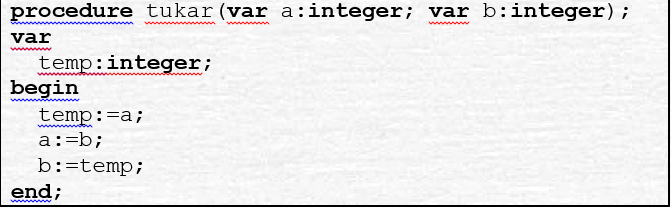 procedure tukar(var a:integer; var b:integer);
var
temp:integer;
begin
temp:=a;
a:=b;
b:=temp;
end;